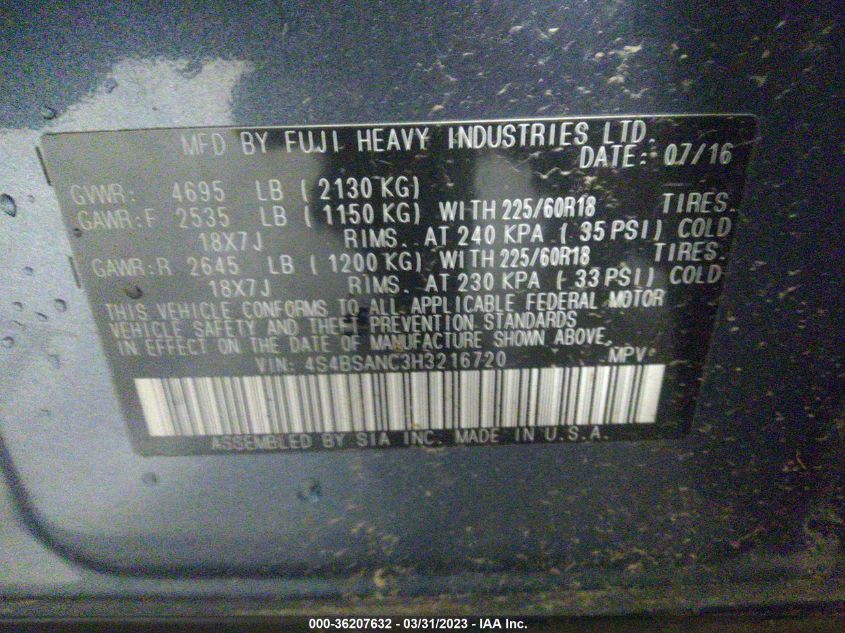 MFD BY FUJI HEAVY INDUSTRIES LTD.
DATE: 07/16
GVWR: 4695 LB ( 2130 KG)
GAWR:F 2535 LB ( 1150 KG) WITH 225/60R18 TIRES.
18X7J RIMS. AT 240 KPA ( 35 PSI) COLD
GAWR:R 2645 LB ( 1200 KG) WITH 225/60R18 TIRES.
18X7J RIMS. AT 230 KPA ( 33 PSI) COLD
THIS VEHICLE CONFORMS TO ALL APPLICABLE FEDERAL MOTOR
VEHICLE SAFETY AND THEFT PREVENTION STANDARDS
IN EFFECT ON THE DATE OF MANUFACTURE SHOWN ABOVE.
VIN: 4S4BSANC3H3216720 MPV
ASSEMBLED BY SIA INC. MADE IN U.S.A.
000-36207632 - 03/31/2023 - IAA Inc.